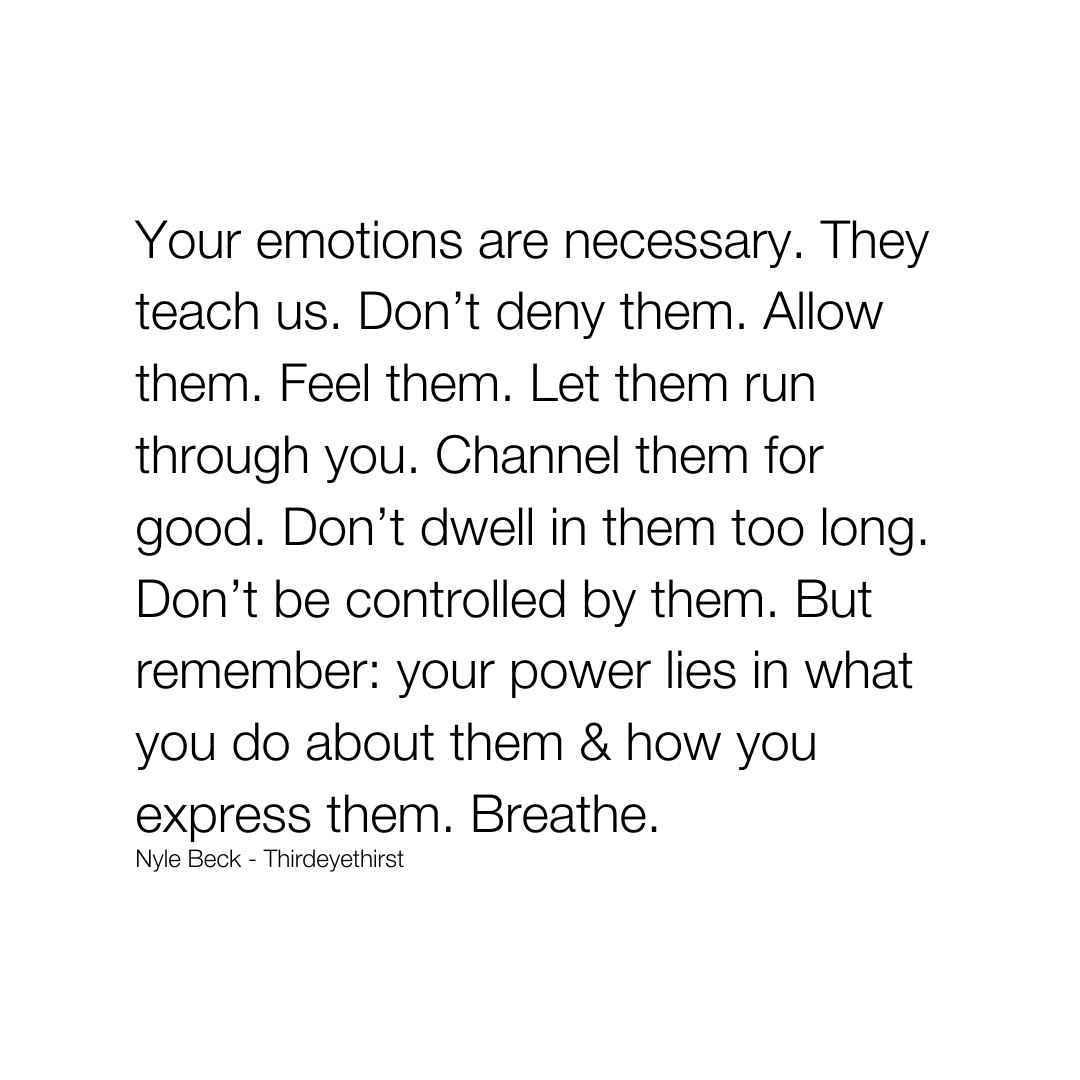 Your emotions are necessary. They
teach us. Don’t deny them. Allow
them. Feel them. Let them run
through you. Channel them for
good. Don’t dwell in them too long.
Don’t be controlled by them. But
remember: your power lies in what
you do about them & how you
express them. Breathe.
Nyle Beck - Thirdeyethirst